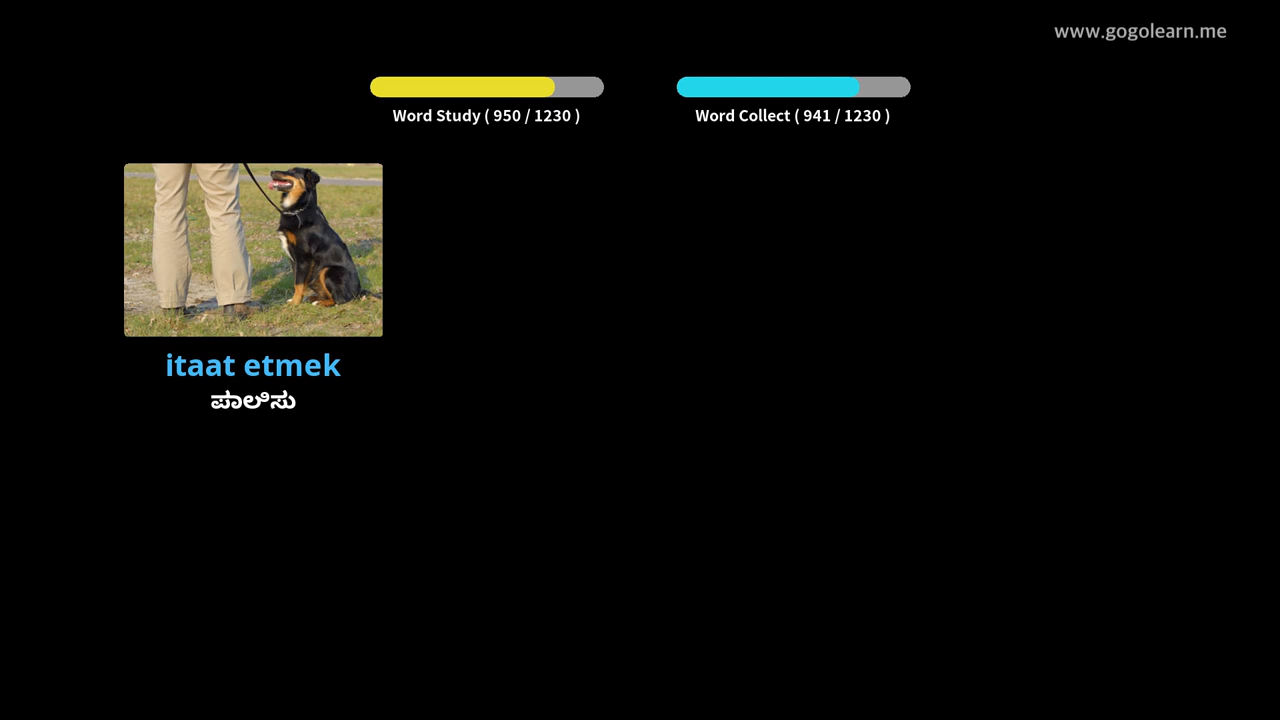 www.gogolearn.me
Word Study ( 950 / 1230 )
Word Collect ( 941 / 1230 )
itaat etmek
ಪಾಲಿಸು